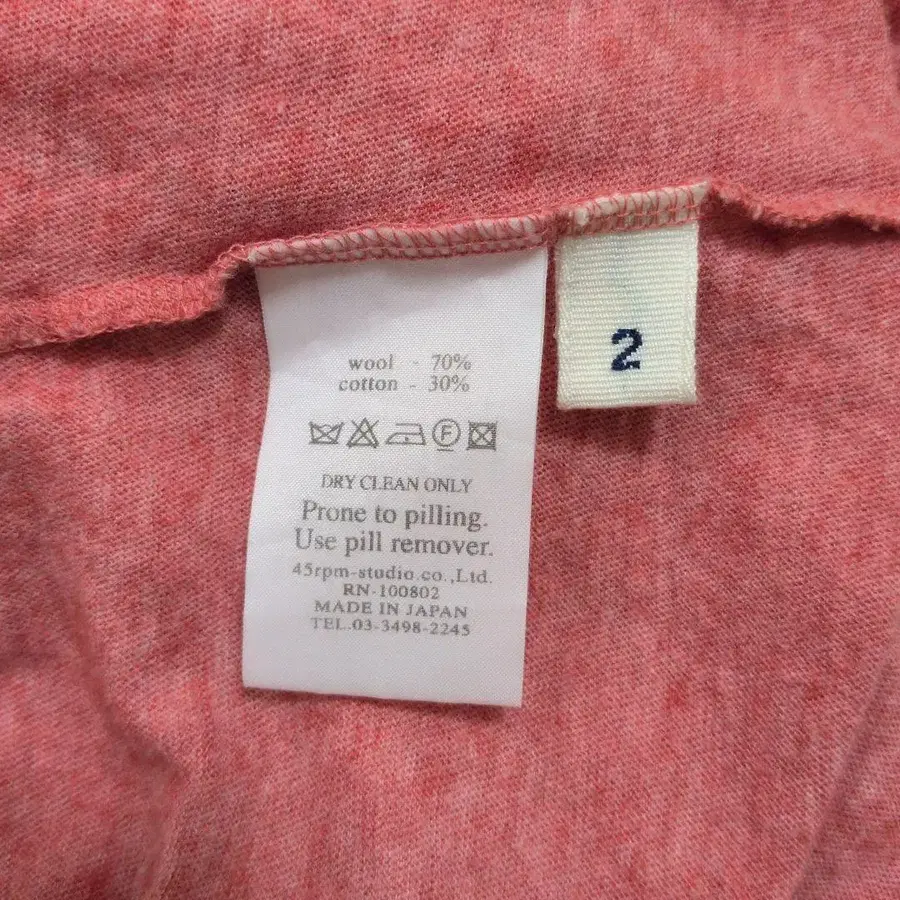 wool - 70%
cotton - 30%
F
DRY CLEAN ONLY
Prone to pilling.
Use pill remover.
45rpm-studio.co.,Ltd.
RN-100802
MADE IN JAPAN
TEL.03-3498-2245
2